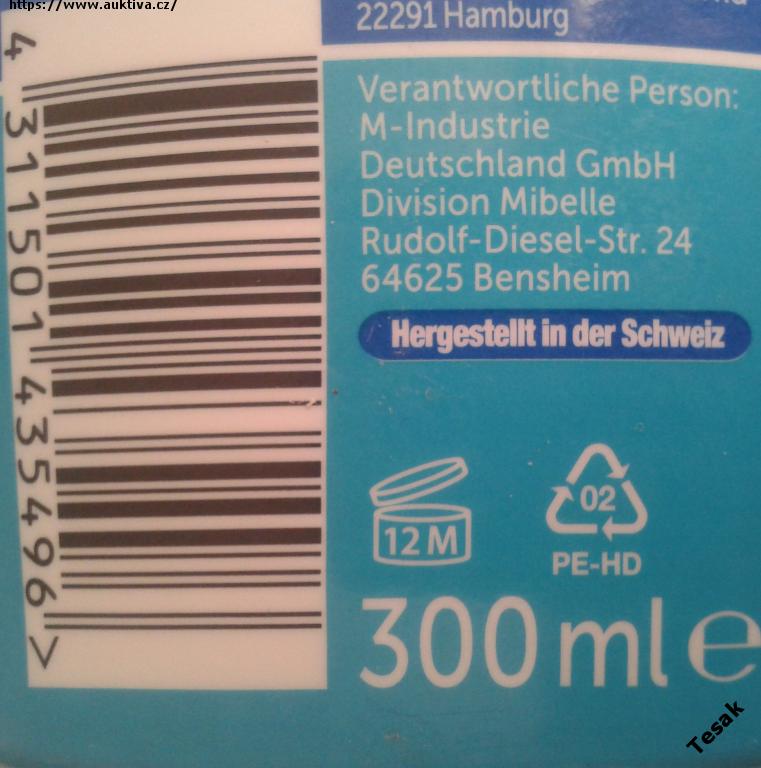 https://www.auktiva.cz/
22291 Hamburg
Verantwortliche Person:
M-Industrie
Deutschland GmbH
Division Mibelle
Rudolf-Diesel-Str. 24
64625 Bensheim
Hergestellt in der Schweiz
12 M
02
PE-HD
300 ml e
4 311501 435496 >
Tesak